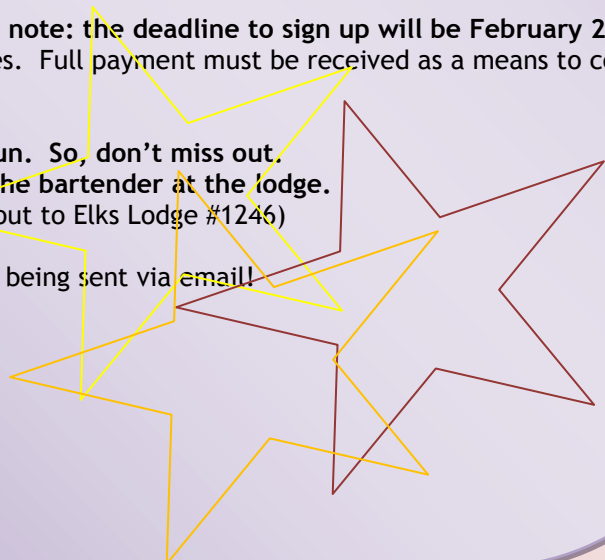 note: the deadline to sign up will be February 2
es. Full payment must be received as a means to c
un. So, don’t miss out.
he bartender at the lodge.
out to Elks Lodge #1246)
being sent via email!